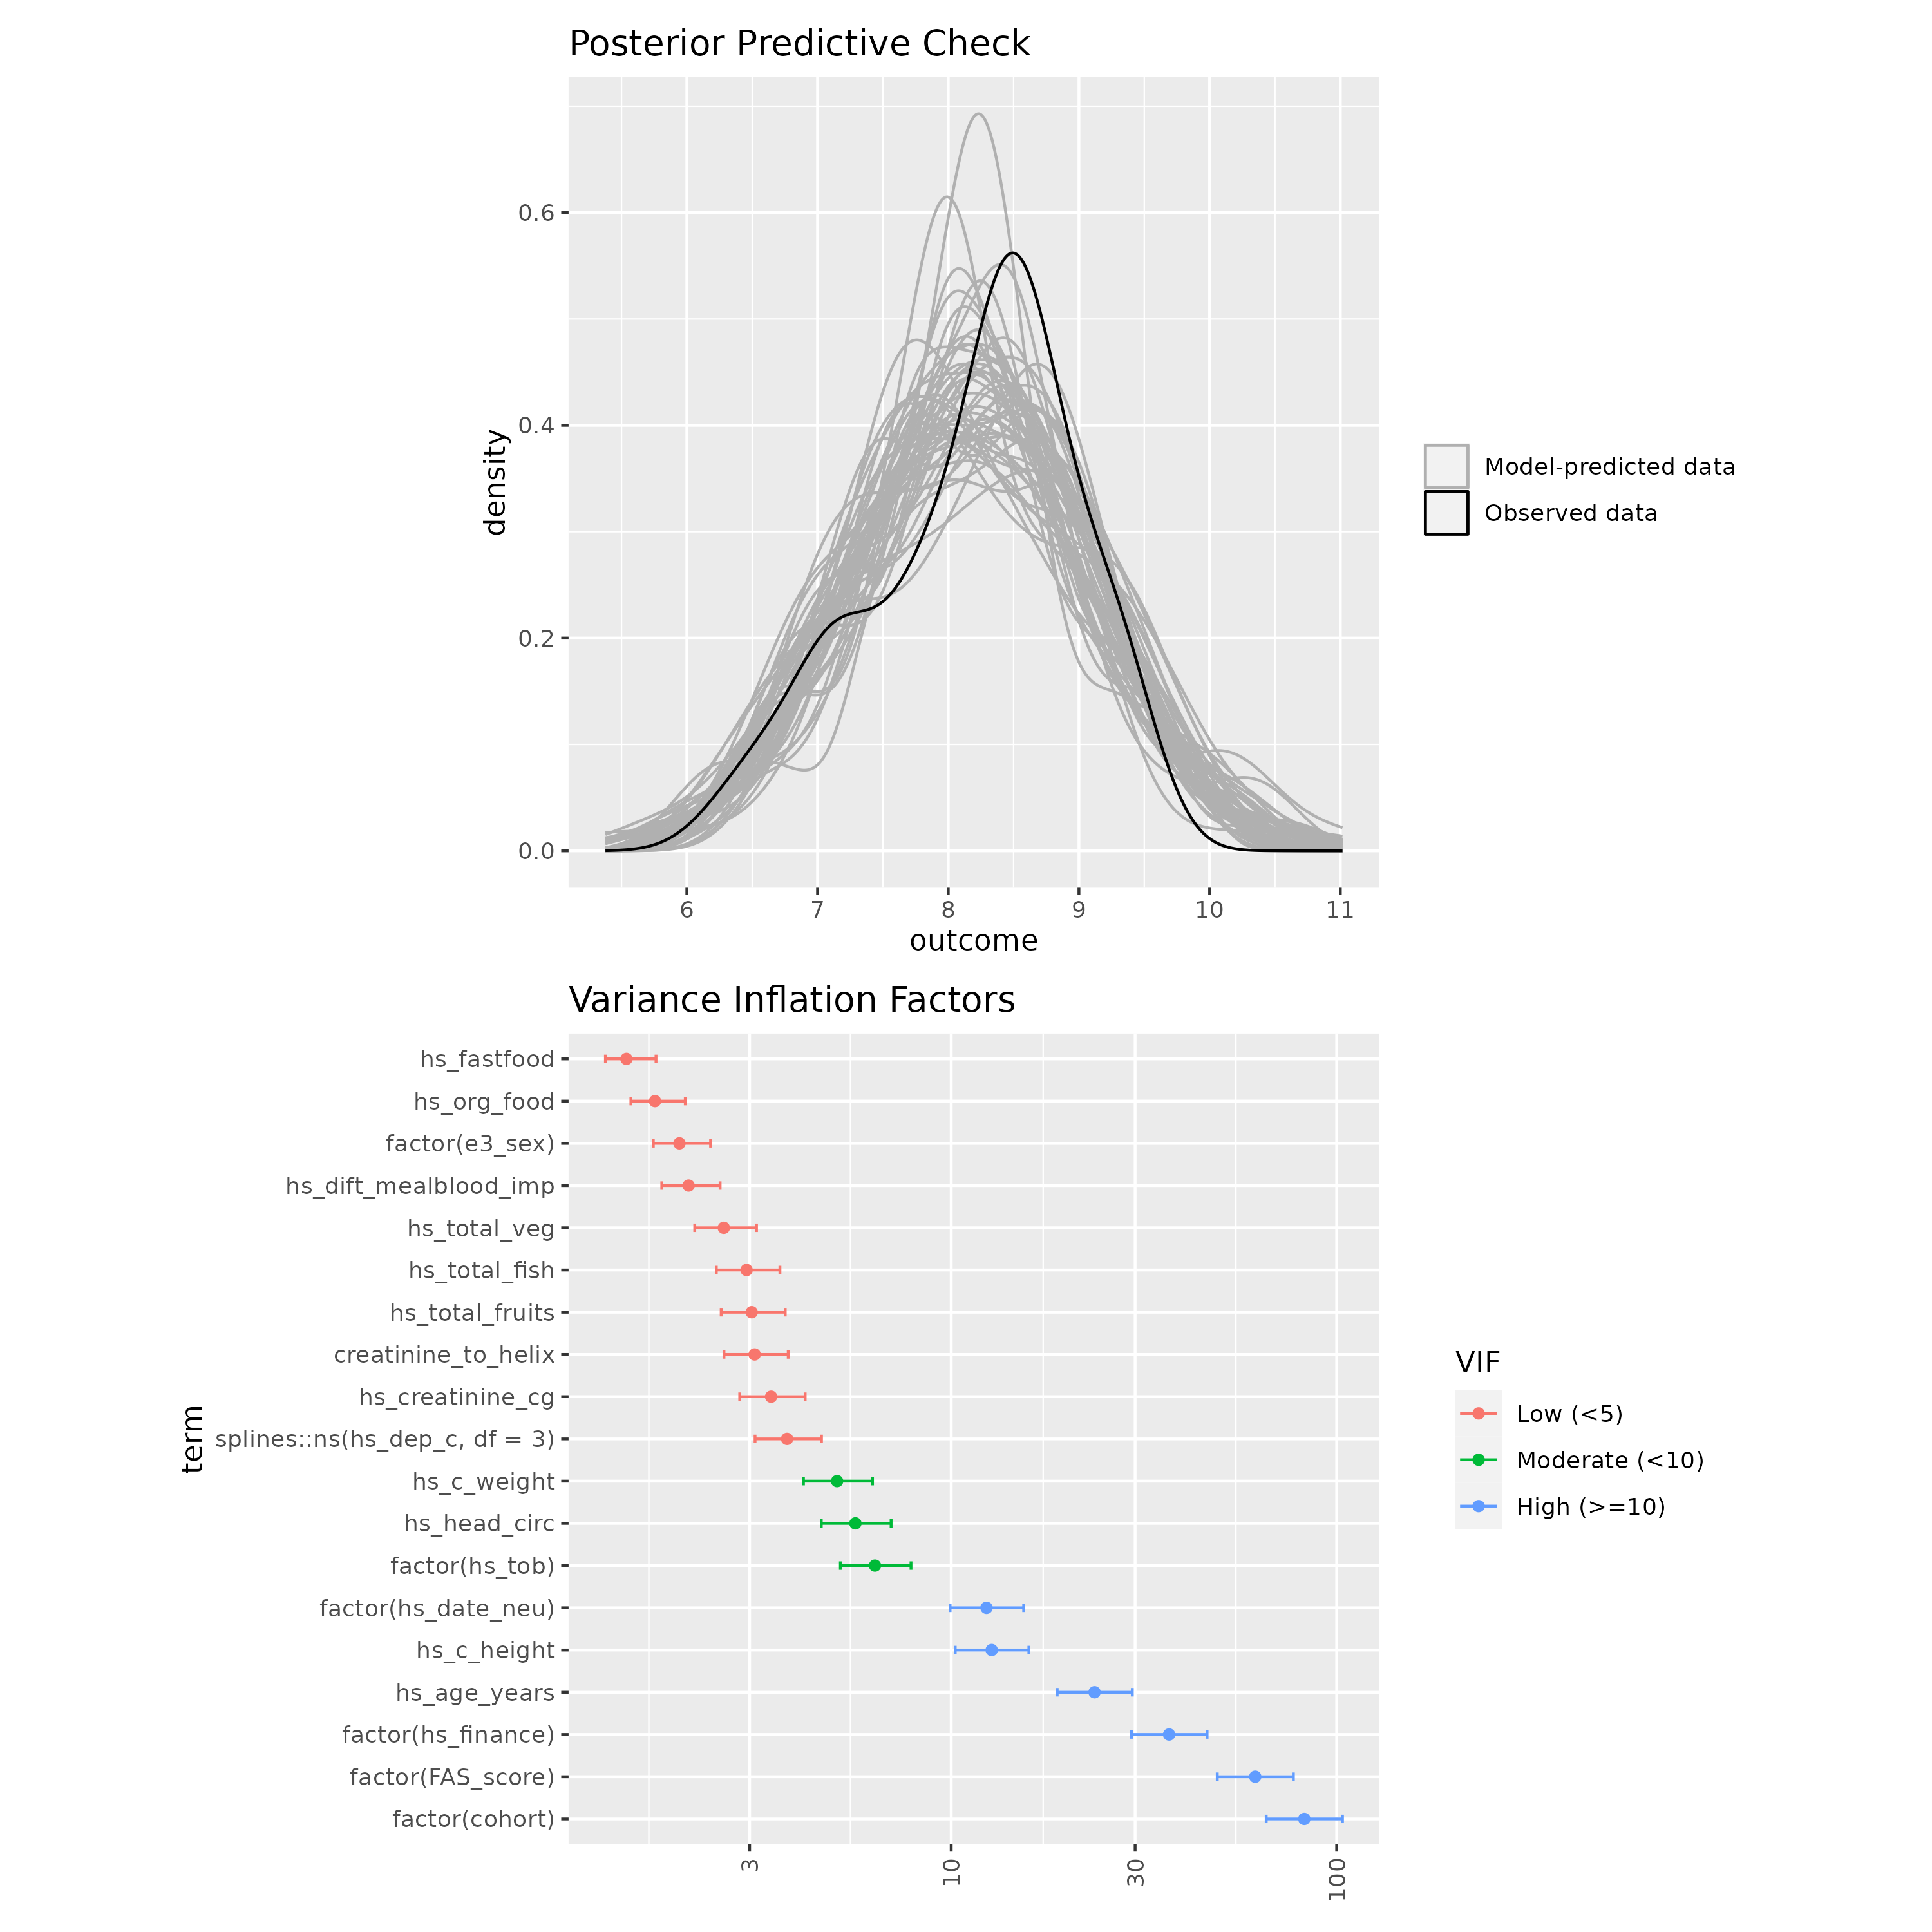 Posterior Predictive Check
density
0.6
0.4
0.2
0.0
6 7 8 9 10 11
outcome
Model-predicted data
Observed data
Variance Inflation Factors
term
hs_fastfood
hs_org_food
factor(e3_sex)
hs_dift_mealblood_imp
hs_total_veg
hs_total_fish
hs_total_fruits
creatinine_to_helix
hs_creatinine_cg
splines::ns(hs_dep_c, df = 3)
hs_c_weight
hs_head_circ
factor(hs_tob)
factor(hs_date_neu)
hs_c_height
hs_age_years
factor(hs_finance)
factor(FAS_score)
factor(cohort)
3 10 30 100
VIF
Low (<5)
Moderate (<10)
High (>=10)